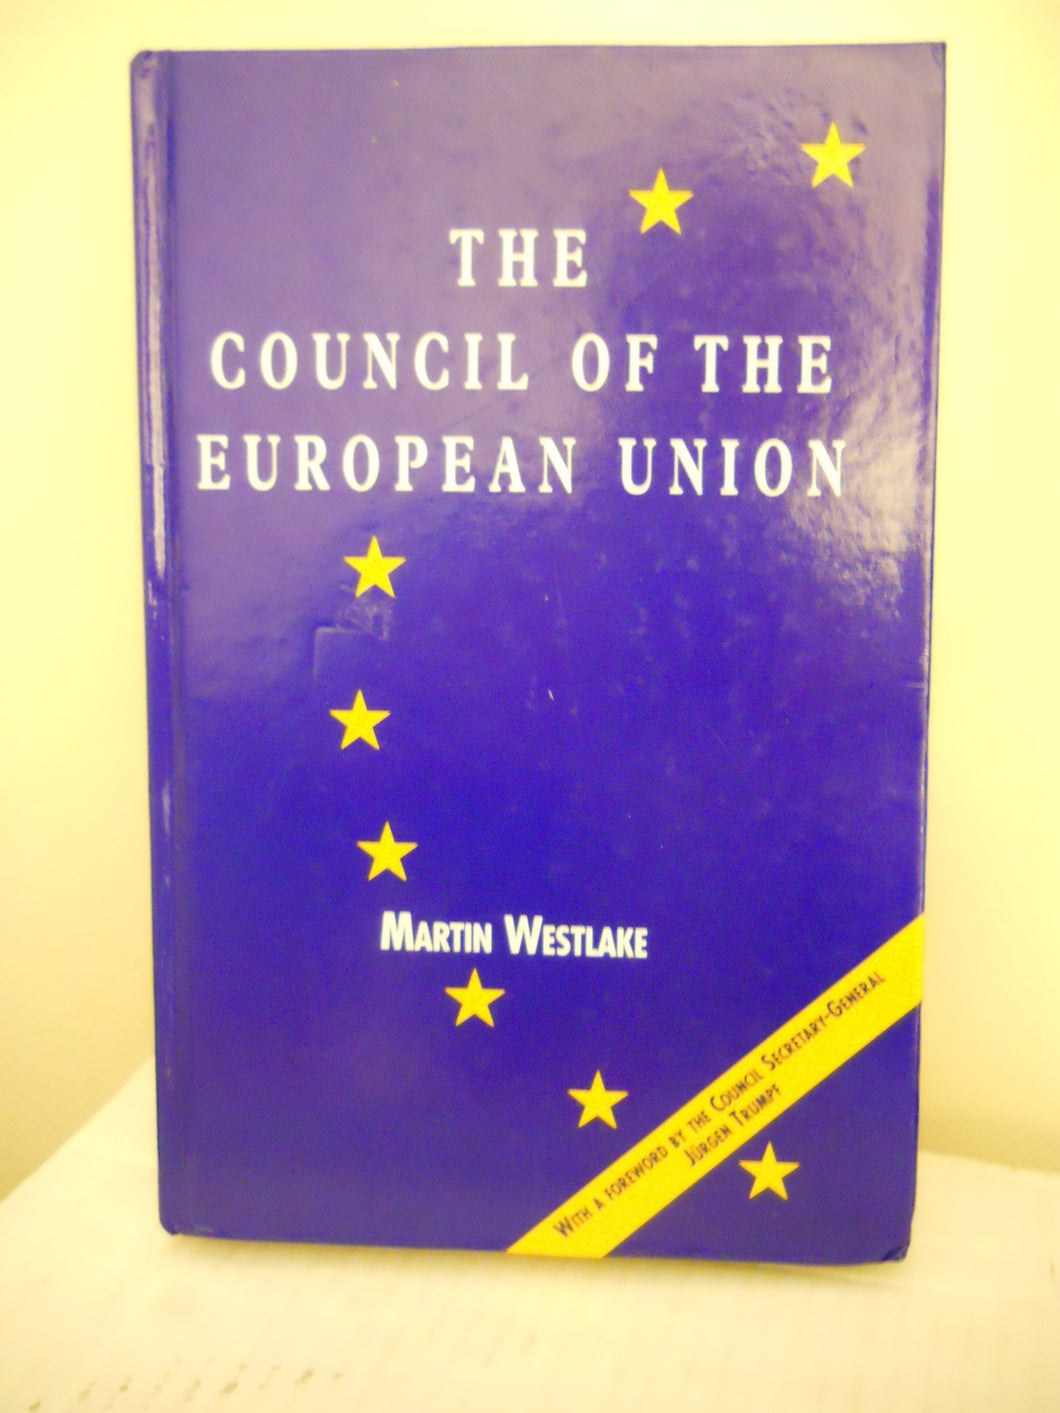 THE
COUNCIL OF THE
EUROPEAN UNION
MARTIN WESTLAKE
WITH A FOREWORD BY THE COUNCIL SECRETARY-GENERAL
JÜRGEN TRUMPF